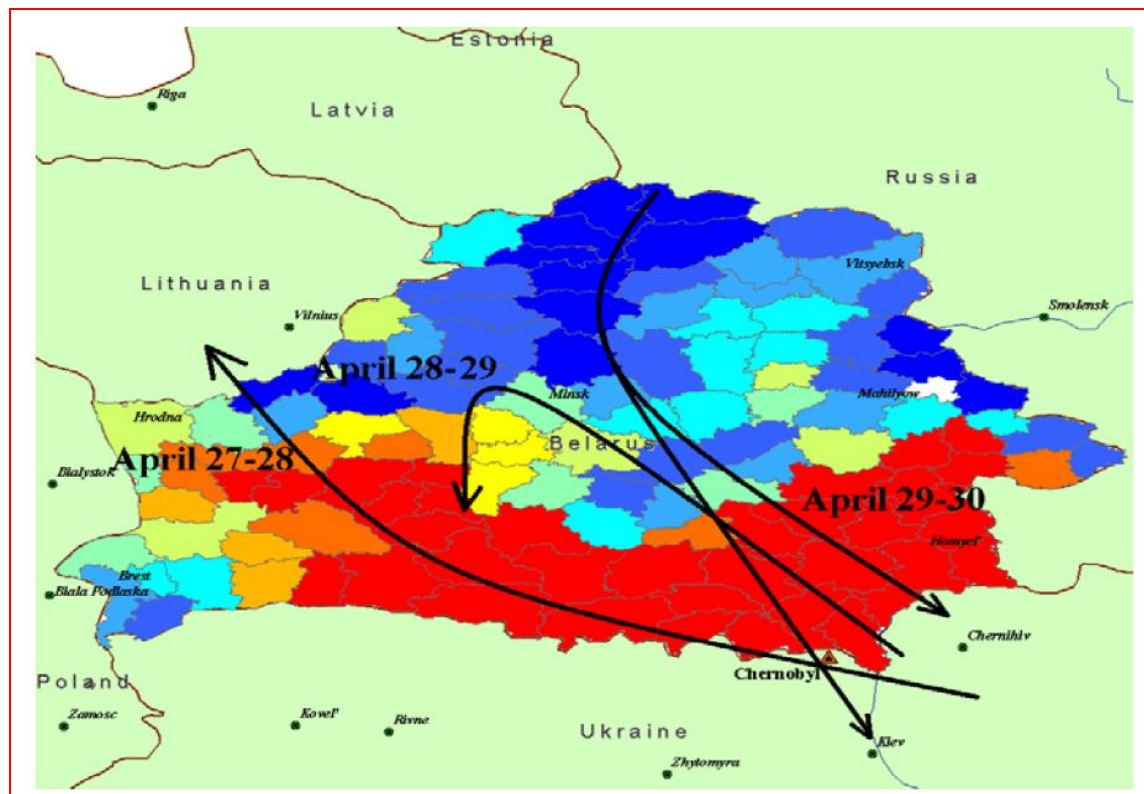 Estonia
Riga
Latvia
Russia
Vitsyebsk
Lithuania
Smolensk
Vilnius
April 28-29
Minsk
Mahilyow
Hrodna
Belarus
April 27-28
Bialystok
April 29-30
Homyel'
Brest
Biala Podlaska
Chernihiv
Chernobyl
Poland
Zamosc
Kovel'
Rivne
Ukraine
Kiev
Zhytomyra